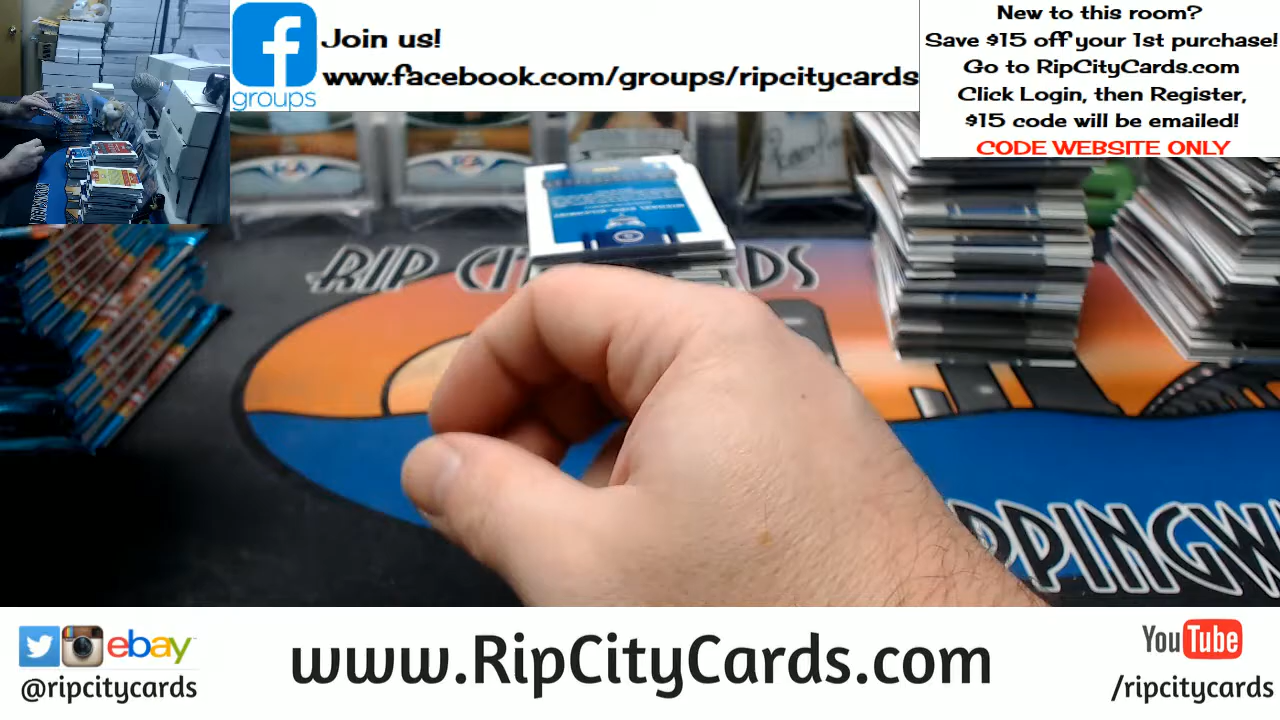 groups
Join us!
www.facebook.com/groups/ripcitycards
New to this room?
Save $15 off your 1st purchase!
Go to RipCityCards.com
Click Login, then Register,
$15 code will be emailed!
CODE WEBSITE ONLY
RIP CI
RDS
PPINGW
ebay
@ripcitycards
www.RipCityCards.com
YouTube
/ripcitycards